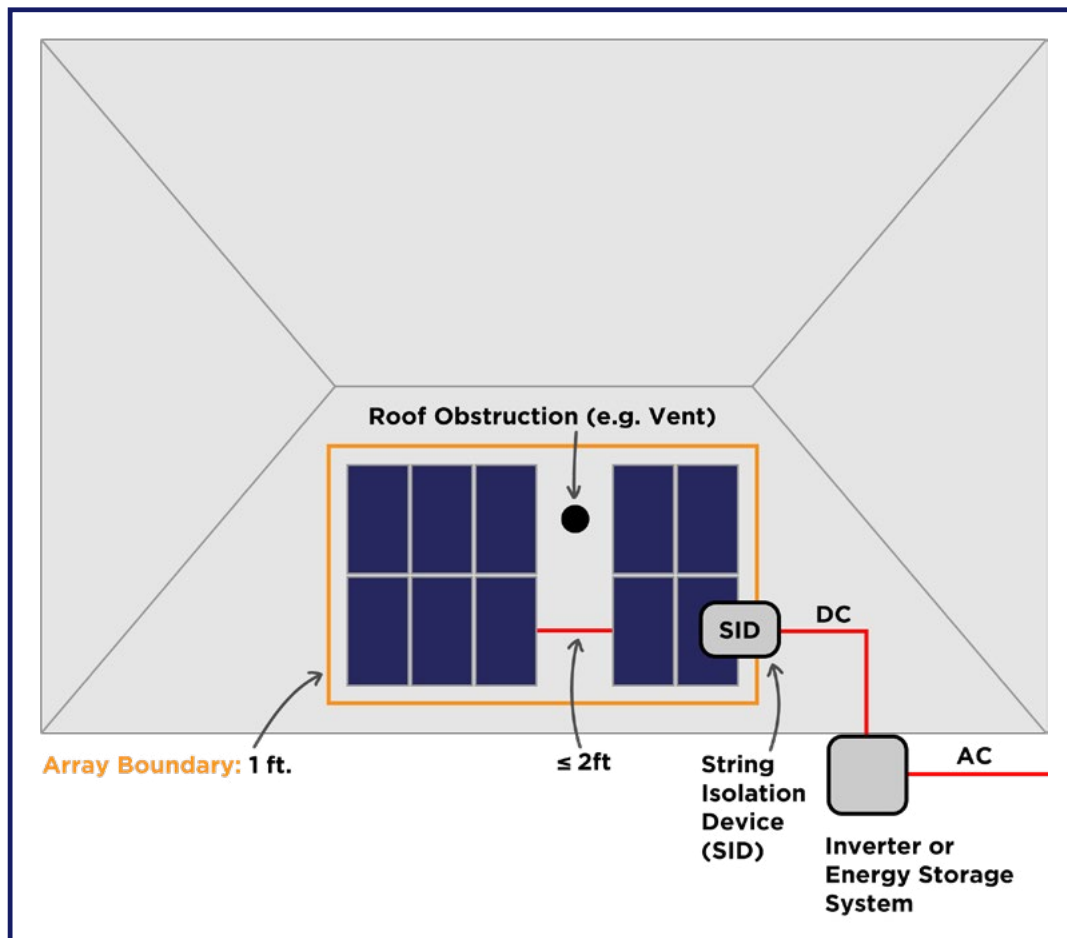 Roof Obstruction (e.g. Vent)
SID
DC
Array Boundary: 1 ft.
≤ 2ft
String
Isolation
Device
(SID)
AC
Inverter or
Energy Storage
System